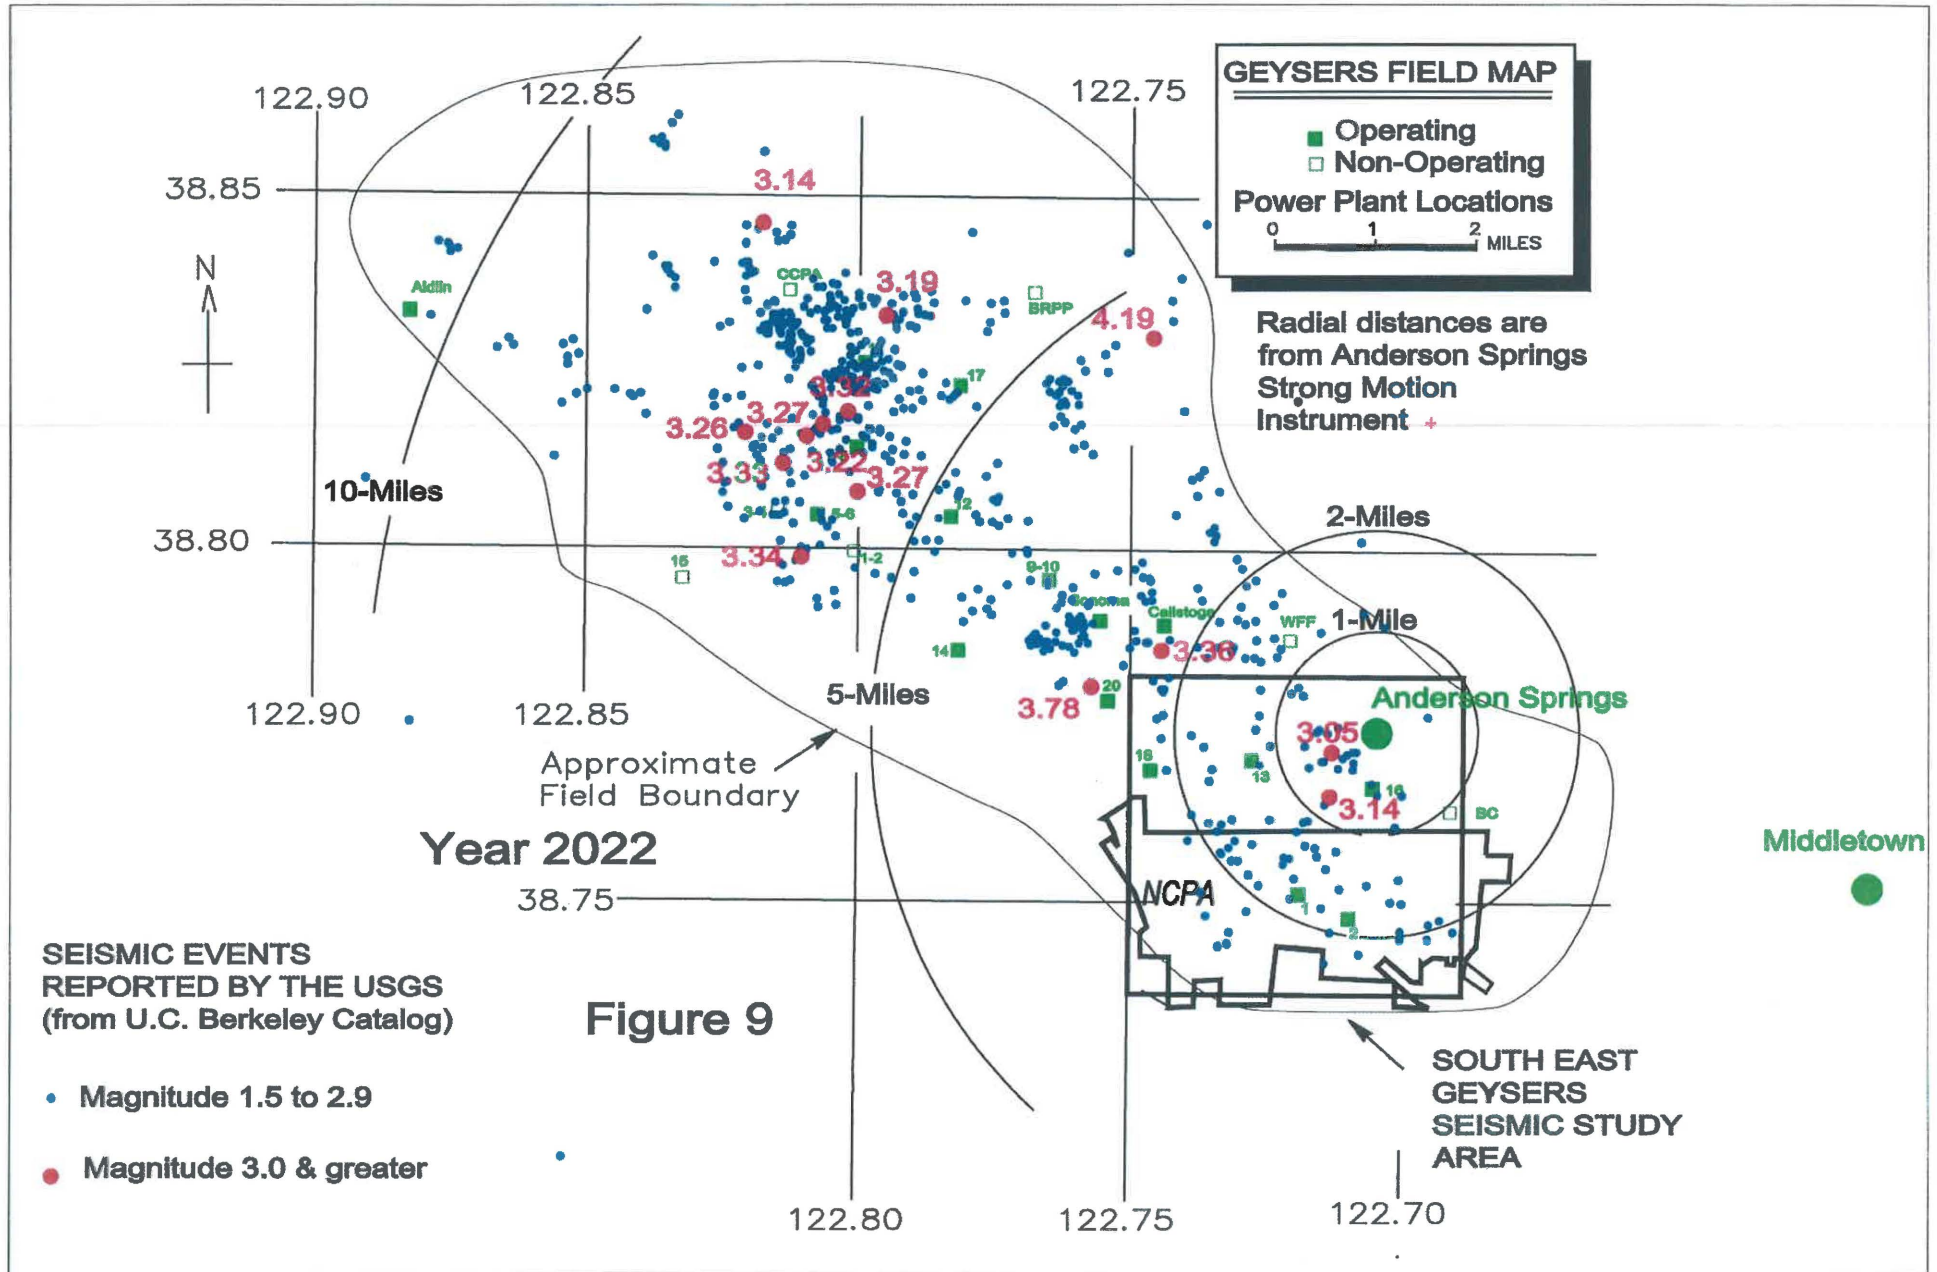 GEYSERS FIELD MAP
Operating
Non-Operating
Power Plant Locations
0 1 2 MILES
Radial distances are
from Anderson Springs
Strong Motion
Instrument
122.90
122.85
122.75
38.85
3.14
N
Aidlin
CCPA
3.19
BRPP
4.19
17
3.32
3.27
3.26
3.33
3.22
3.27
10-Miles
5-6
12
2-Miles
38.80
3.34
1-2
15
9-10
Sonoma
Calistoga
WFF
1-Mile
14
3.36
122.90
122.85
5-Miles
3.78
20
Anderson Springs
3.05
18
13
16
3.14
BC
Approximate
Field Boundary
Year 2022
Middletown
38.75
NCPA
1
2
SEISMIC EVENTS
REPORTED BY THE USGS
(from U.C. Berkeley Catalog)
Figure 9
Magnitude 1.5 to 2.9
Magnitude 3.0 & greater
SOUTH EAST
GEYSERS
SEISMIC STUDY
AREA
122.80
122.75
122.70